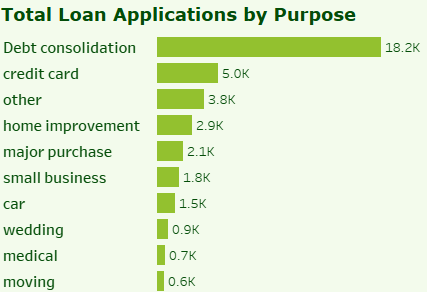 Total Loan Applications by Purpose
Debt consolidation 18.2K
credit card 5.0K
other 3.8K
home improvement 2.9K
major purchase 2.1K
small business 1.8K
car 1.5K
wedding 0.9K
medical 0.7K
moving 0.6K